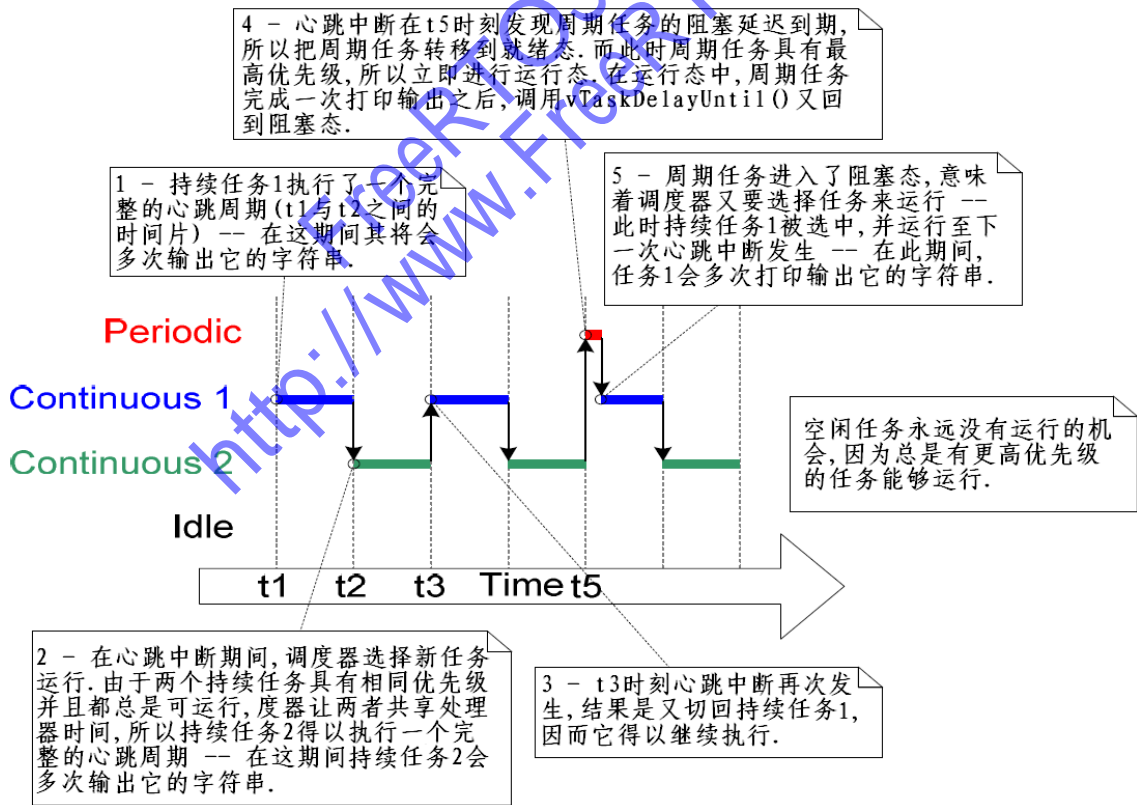 4 - 心跳中断在t5时刻发现周期任务的阻塞延迟到期,
所以把周期任务转移到就绪态.而此时周期任务具有最
高优先级,所以立即进行运行态.在运行态中,周期任务
完成一次打印输出之后,调用vTaskDelayUntil()又回
到阻塞态.
1 - 持续任务1执行了一个完
整的心跳周期(t1与t2之间的
时间片) -- 在这期间其将会
多次输出它的字符串.
5 - 周期任务进入了阻塞态,意味
着调度器又要选择任务来运行 --
此时持续任务1被选中,并运行至下
一次心跳中断发生 -- 在此期间,
任务1会多次打印输出它的字符串.
FreeRTOS
http://www.FreeR
Periodic
Continuous 1
Continuous 2
Idle
空闲任务永远没有运行的机
会,因为总是有更高优先级
的任务能够运行.
t1 t2 t3 Time t5
2 - 在心跳中断期间,调度器选择新任务
运行.由于两个持续任务具有相同优先级
并且都总是可运行,度器让两者共享处理
器时间,所以持续任务2得以执行一个完
整的心跳周期 -- 在这期间持续任务2会
多次输出它的字符串.
3 - t3时刻心跳中断再次发
生,结果是又切回持续任务1,
因而它得以继续执行.